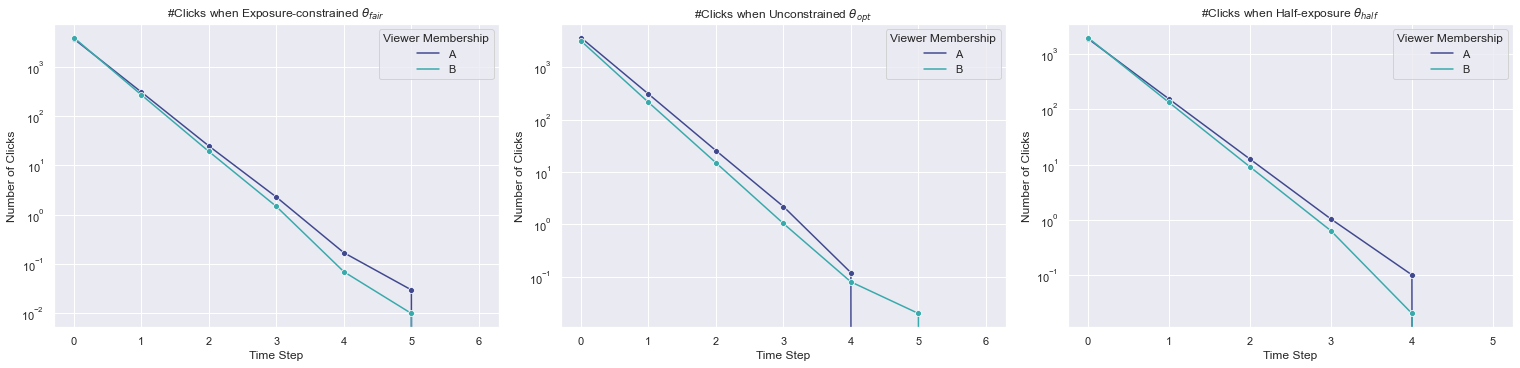 #Clicks when Exposure-constrained θfair
Viewer Membership
A
B
10³
10²
10¹
10⁰
10⁻¹
10⁻²
Number of Clicks
0 1 2 3 4 5 6
Time Step
#Clicks when Unconstrained θopt
Viewer Membership
A
B
10³
10²
10¹
10⁰
10⁻¹
Number of Clicks
0 1 2 3 4 5 6
Time Step
#Clicks when Half-exposure θhalf
Viewer Membership
A
B
10³
10²
10¹
10⁰
10⁻¹
Number of Clicks
0 1 2 3 4 5
Time Step